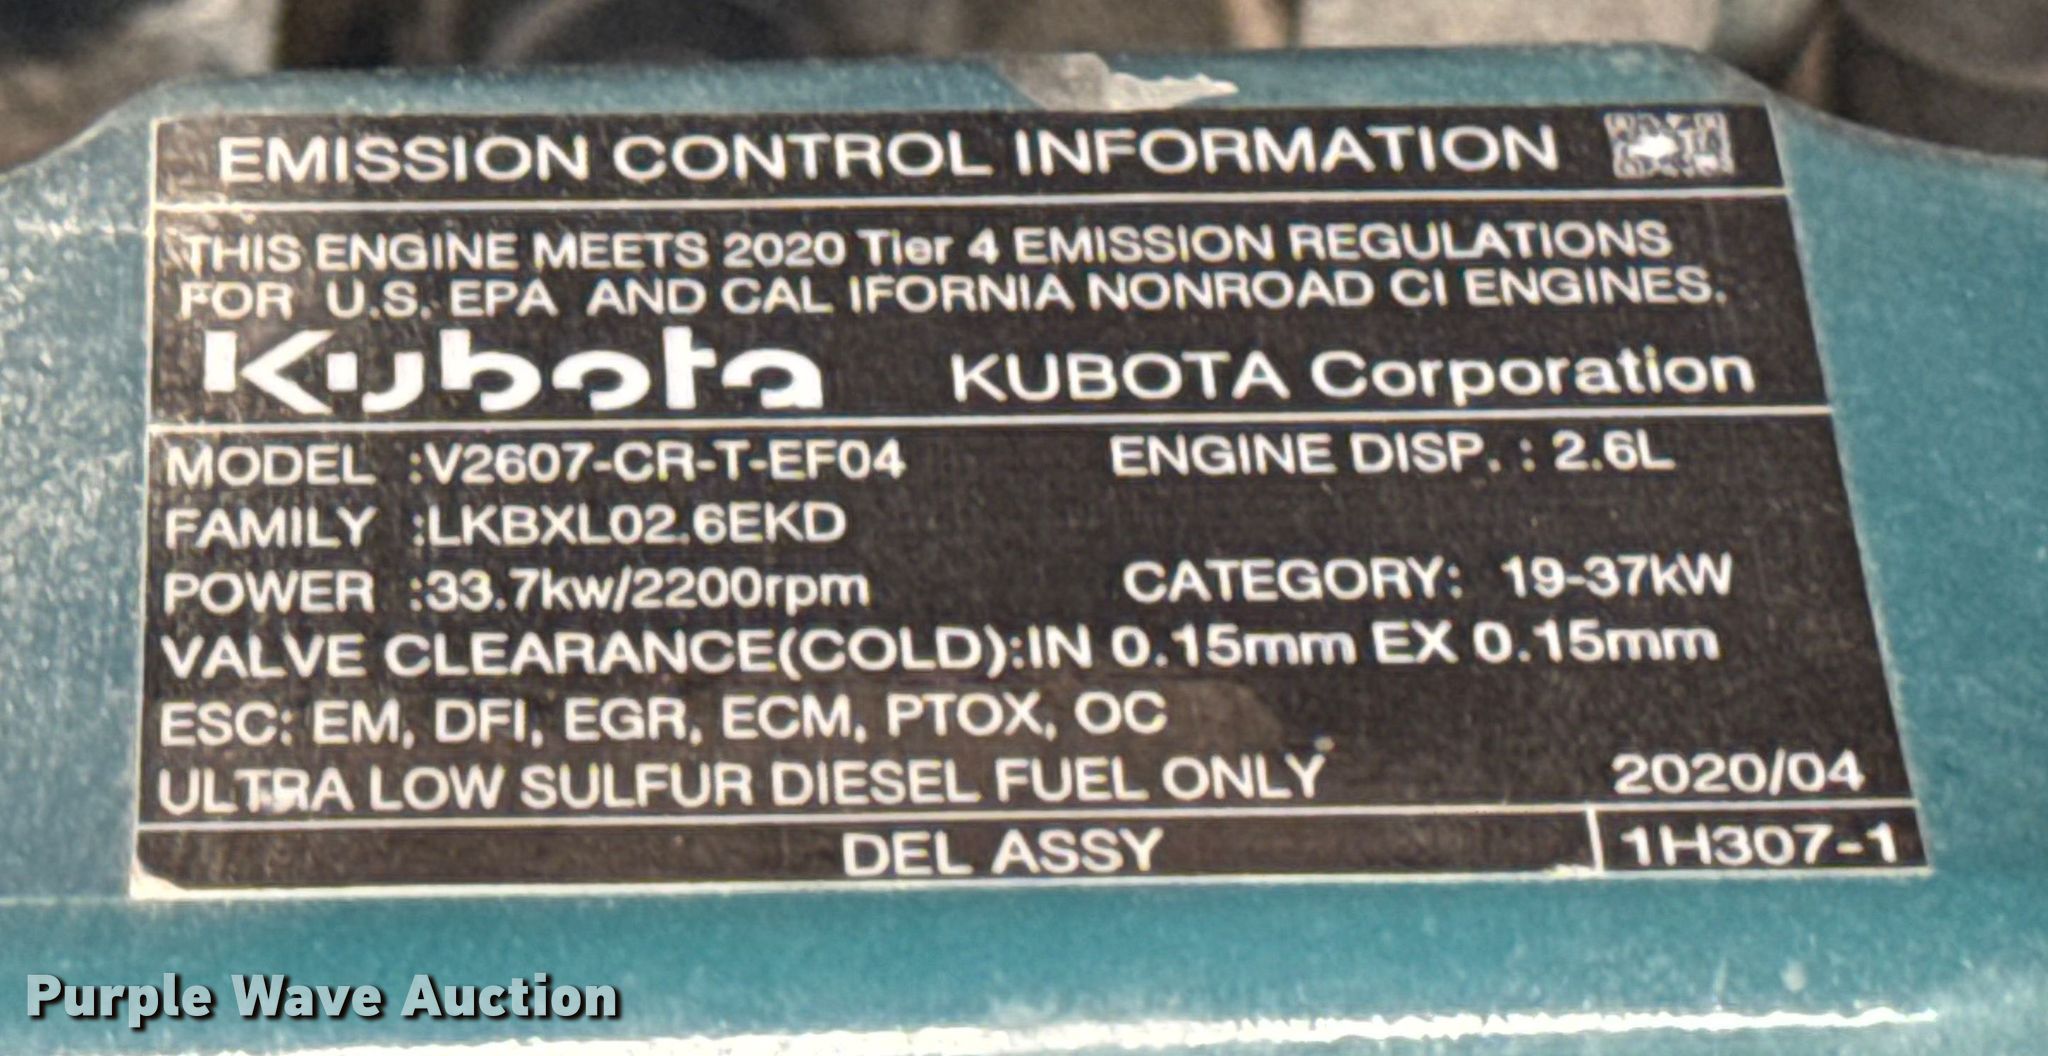 EMISSION CONTROL INFORMATION
THIS ENGINE MEETS 2020 Tier 4 EMISSION REGULATIONS
FOR U.S. EPA AND CAL IFORNIA NONROAD CI ENGINES.
Kubota KUBOTA Corporation
MODEL :V2607-CR-T-EF04 ENGINE DISP. : 2.6L
FAMILY :LKBXL02.6EKD
POWER :33.7kw/2200rpm CATEGORY: 19-37kW
VALVE CLEARANCE(COLD):IN 0.15mm EX 0.15mm
ESC: EM, DFI, EGR, ECM, PTOX, OC
ULTRA LOW SULFUR DIESEL FUEL ONLY 2020/04
DEL ASSY 1H307-1
Purple Wave Auction